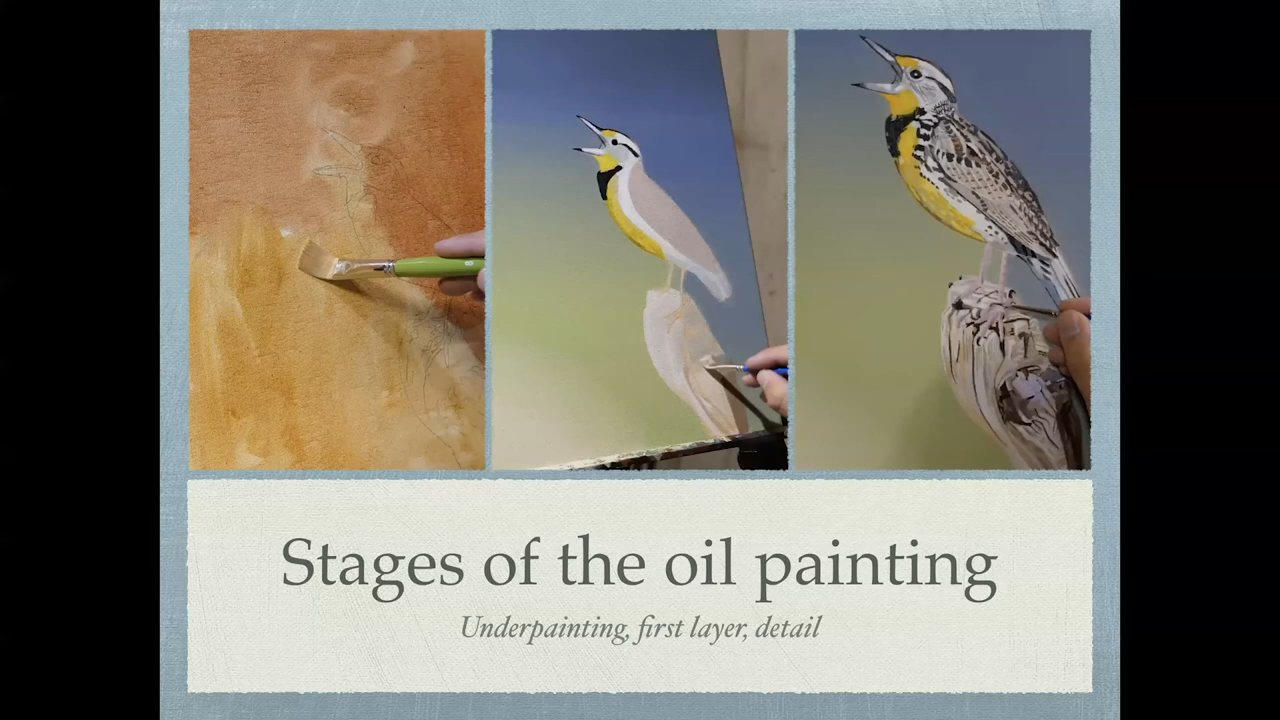 Stages of the oil painting
Underpainting, first layer, detail